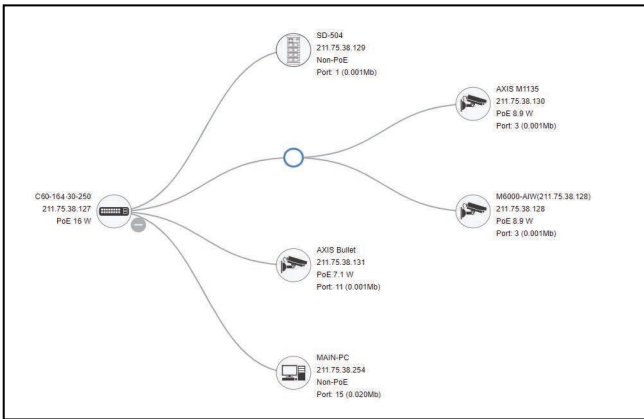 SD-504
211.75.38.129
Non-PoE
Port: 1 (0.001Mb)
AXIS M1135
211.75.38.130
PoE 8.9 W
Port: 3 (0.001Mb)
C60-164-30-250
211.75.38.127
PoE 16 W
M6000-AIW(211.75.38.128)
211.75.38.128
PoE 8.9 W
Port: 3 (0.001Mb)
AXIS Bullet
211.75.38.131
PoE 7.1 W
Port: 11 (0.001Mb)
MAIN-PC
211.75.38.254
Non-PoE
Port: 15 (0.020Mb)